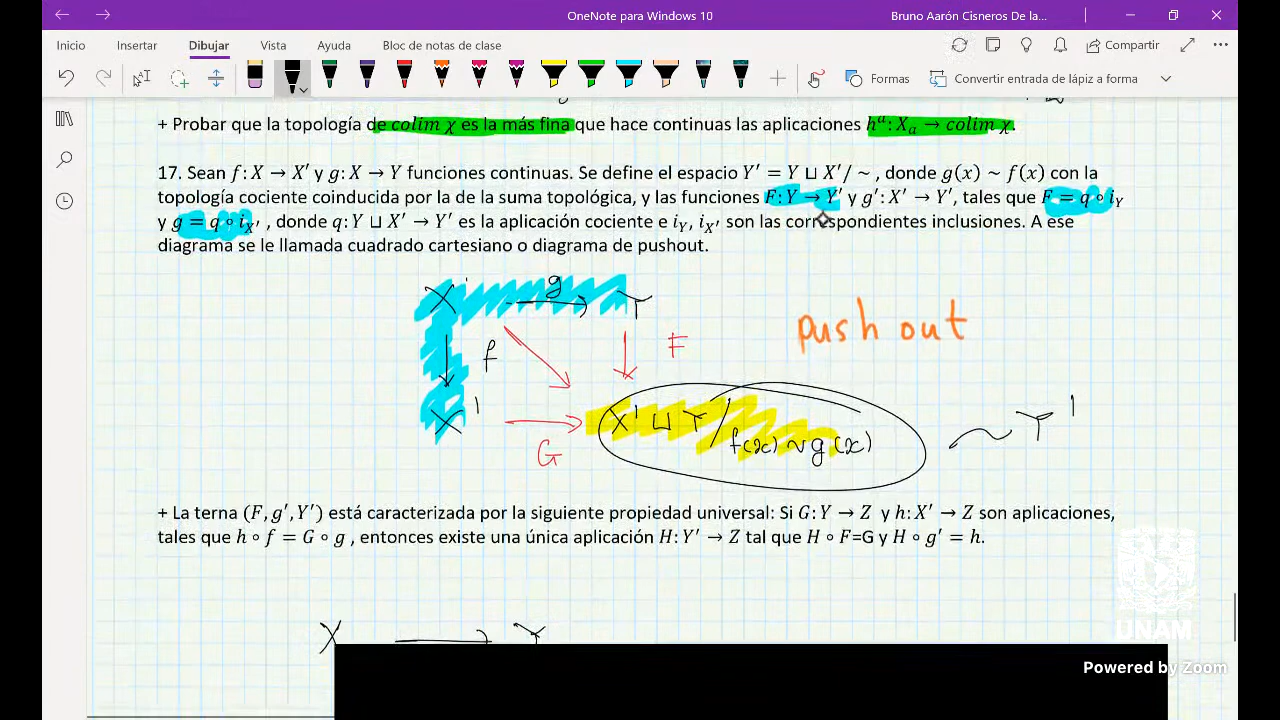 OneNote para Windows 10
Bruno Aarón Cisneros De la...
Inicio Insertar Dibujar Vista Ayuda Bloc de notas de clase Compartir
Formas Convertir entrada de lápiz a forma
+ Probar que la topología de colim χ es la más fina que hace continuas las aplicaciones hᵃ: Xₐ → colim χ.
17. Sean f: X → X′ y g: X → Y funciones continuas. Se define el espacio Y′ = Y ⊔ X′/ ~, donde g(x) ~ f(x) con la
topología cociente coinducida por la de la suma topológica, y las funciones F: Y → Y′ y g′: X′ → Y′, tales que F = q ∘ i_Y
y g = q ∘ i_X′ , donde q: Y ⊔ X′ → Y′ es la aplicación cociente e i_Y, i_X′ son las correspondientes inclusiones. A ese
diagrama se le llamada cuadrado cartesiano o diagrama de pushout.
X g Y
push out
f F
X' G X' ⊔ Y / f(x) ~ g(x) ~ Y'
+ La terna (F, g′, Y′) está caracterizada por la siguiente propiedad universal: Si G: Y → Z y h: X′ → Z son aplicaciones,
tales que h ∘ f = G ∘ g , entonces existe una única aplicación H: Y′ → Z tal que H ∘ F=G y H ∘ g′ = h.
X → Y
UNAM
Powered by Zoom